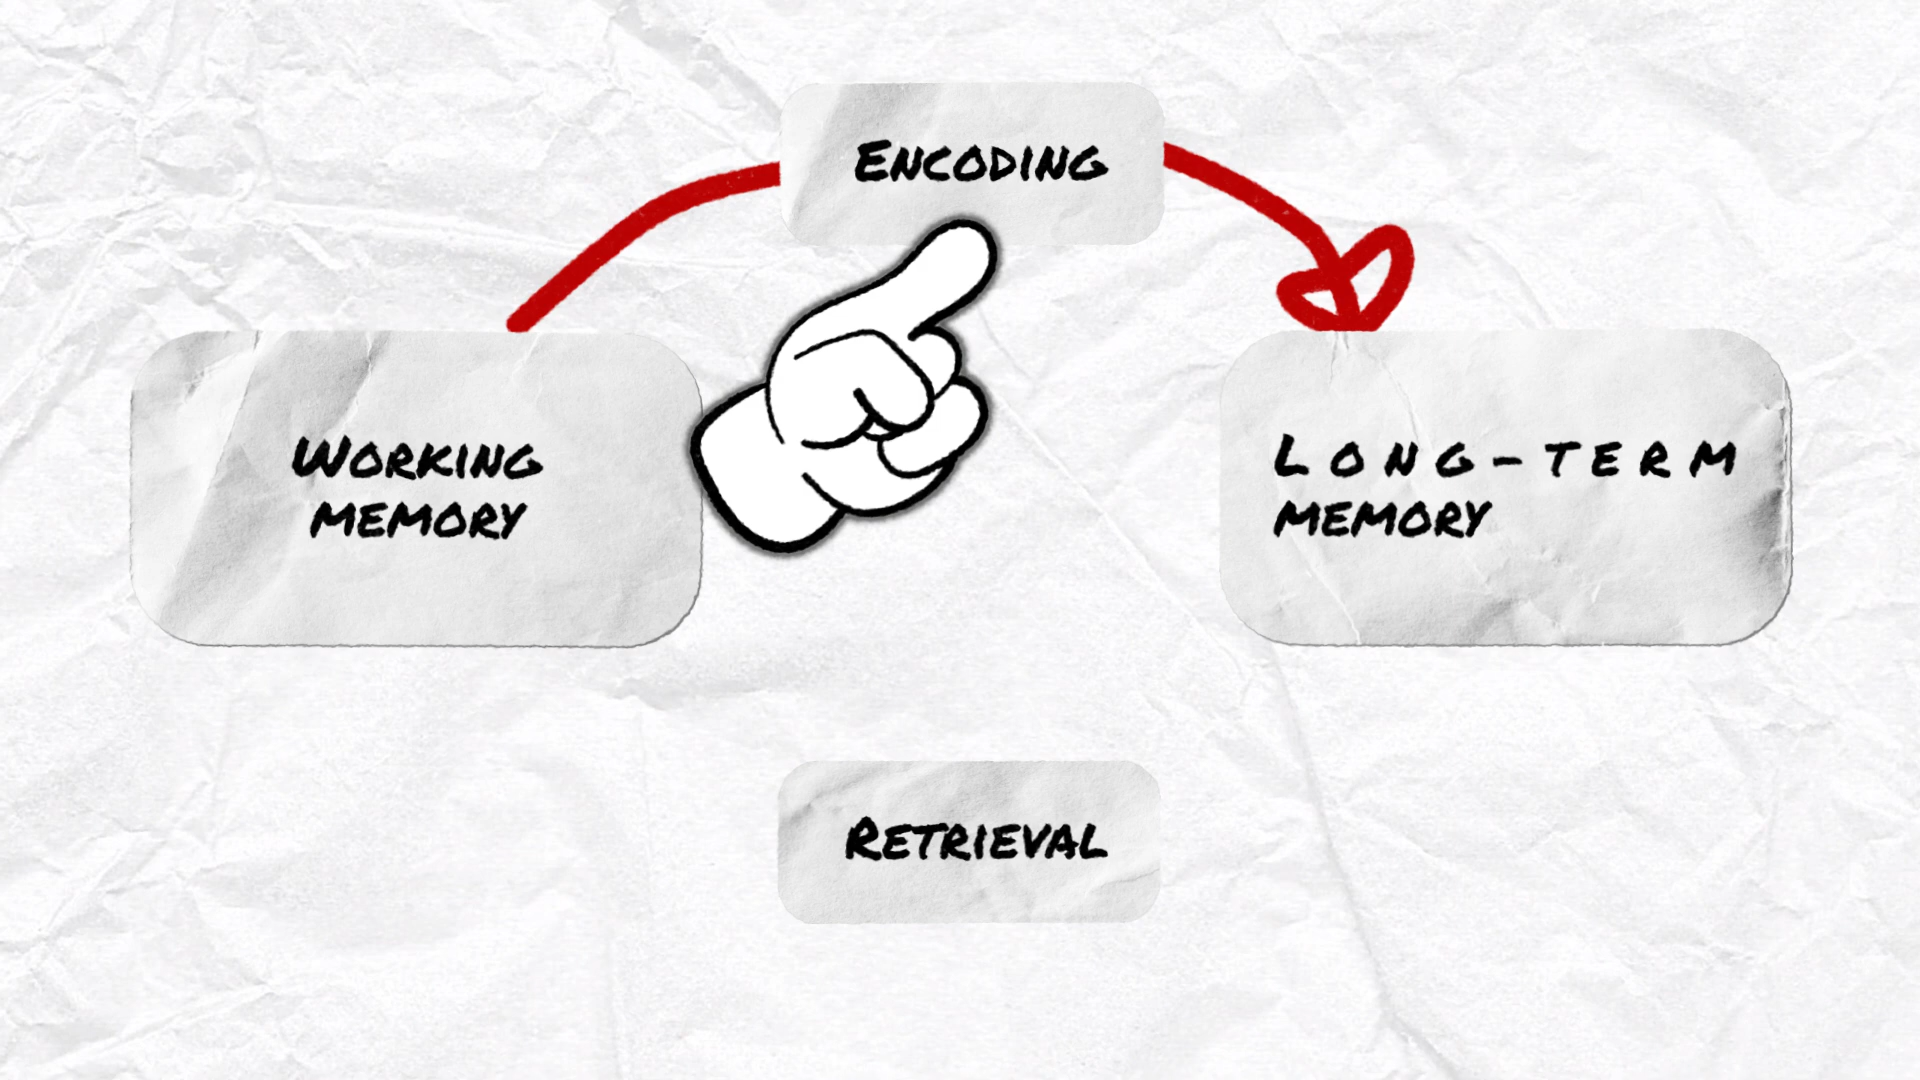 Encoding
Working
memory
Long-term
memory
Retrieval